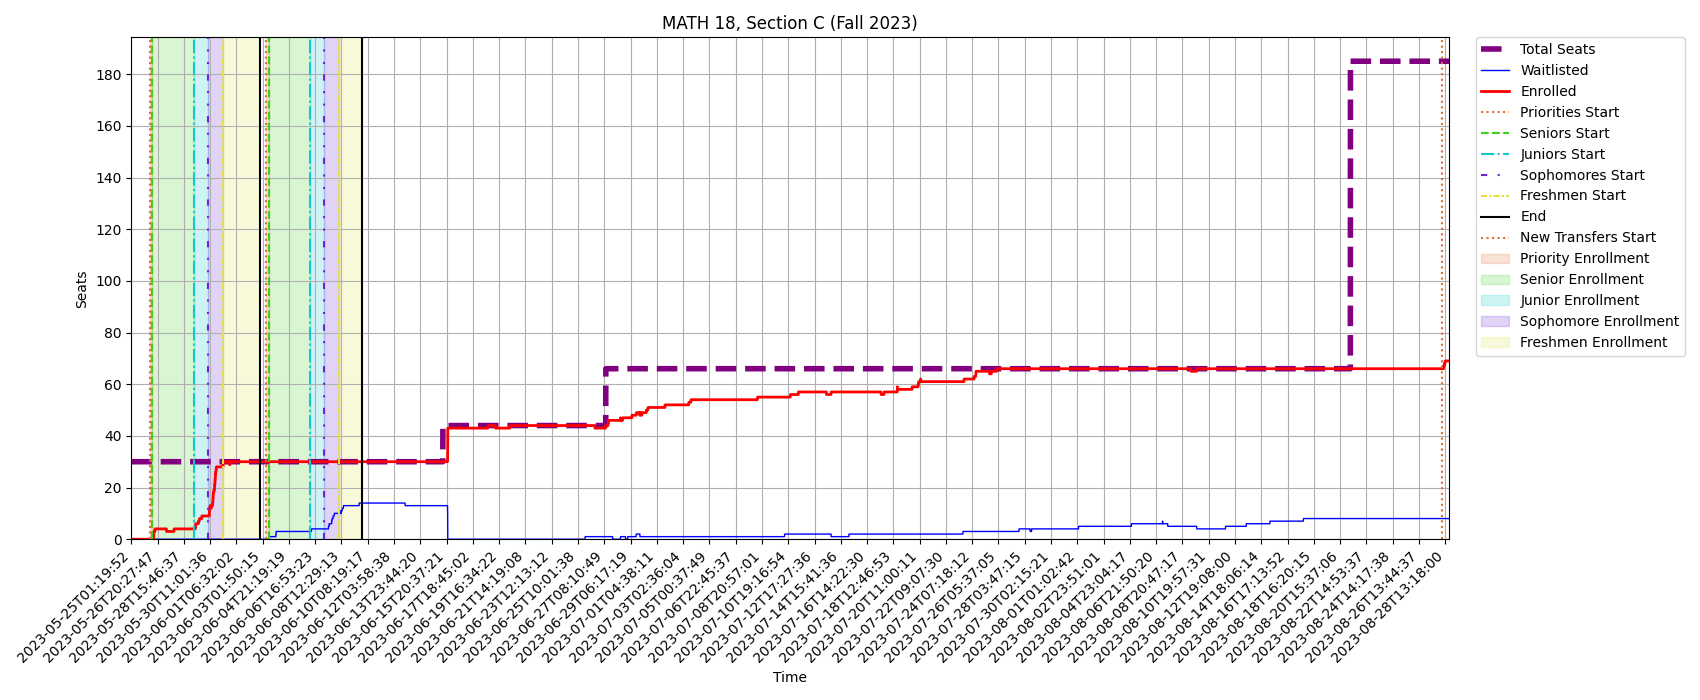 MATH 18, Section C (Fall 2023)
Seats
180
160
140
120
100
80
60
40
20
0
2023-05-25T01:19:52
2023-05-26T20:27:47
2023-05-28T15:46:37
2023-05-30T11:01:36
2023-06-01T06:32:02
2023-06-03T01:50:15
2023-06-04T21:19:19
2023-06-06T16:53:23
2023-06-08T12:29:13
2023-06-10T08:19:17
2023-06-12T03:58:38
2023-06-13T23:44:20
2023-06-15T20:37:21
2023-06-17T18:45:02
2023-06-19T16:34:22
2023-06-21T14:19:08
2023-06-23T12:13:12
2023-06-25T10:01:38
2023-06-27T08:10:49
2023-06-29T06:17:19
2023-07-01T04:38:11
2023-07-03T02:36:04
2023-07-05T00:37:49
2023-07-06T22:45:37
2023-07-08T20:57:01
2023-07-10T19:16:54
2023-07-12T17:27:36
2023-07-14T15:41:36
2023-07-16T14:22:30
2023-07-18T12:46:53
2023-07-20T11:00:11
2023-07-22T09:07:30
2023-07-24T07:18:12
2023-07-26T05:37:05
2023-07-28T03:47:15
2023-07-30T02:15:21
2023-08-01T01:02:42
2023-08-02T23:51:01
2023-08-04T23:04:17
2023-08-06T21:50:20
2023-08-08T20:47:17
2023-08-10T19:57:31
2023-08-12T19:08:00
2023-08-14T18:06:14
2023-08-16T17:13:52
2023-08-18T16:20:15
2023-08-20T15:37:06
2023-08-22T14:53:37
2023-08-24T14:17:38
2023-08-26T13:44:37
2023-08-28T13:18:00
Time
Total Seats
Waitlisted
Enrolled
Priorities Start
Seniors Start
Juniors Start
Sophomores Start
Freshmen Start
End
New Transfers Start
Priority Enrollment
Senior Enrollment
Junior Enrollment
Sophomore Enrollment
Freshmen Enrollment